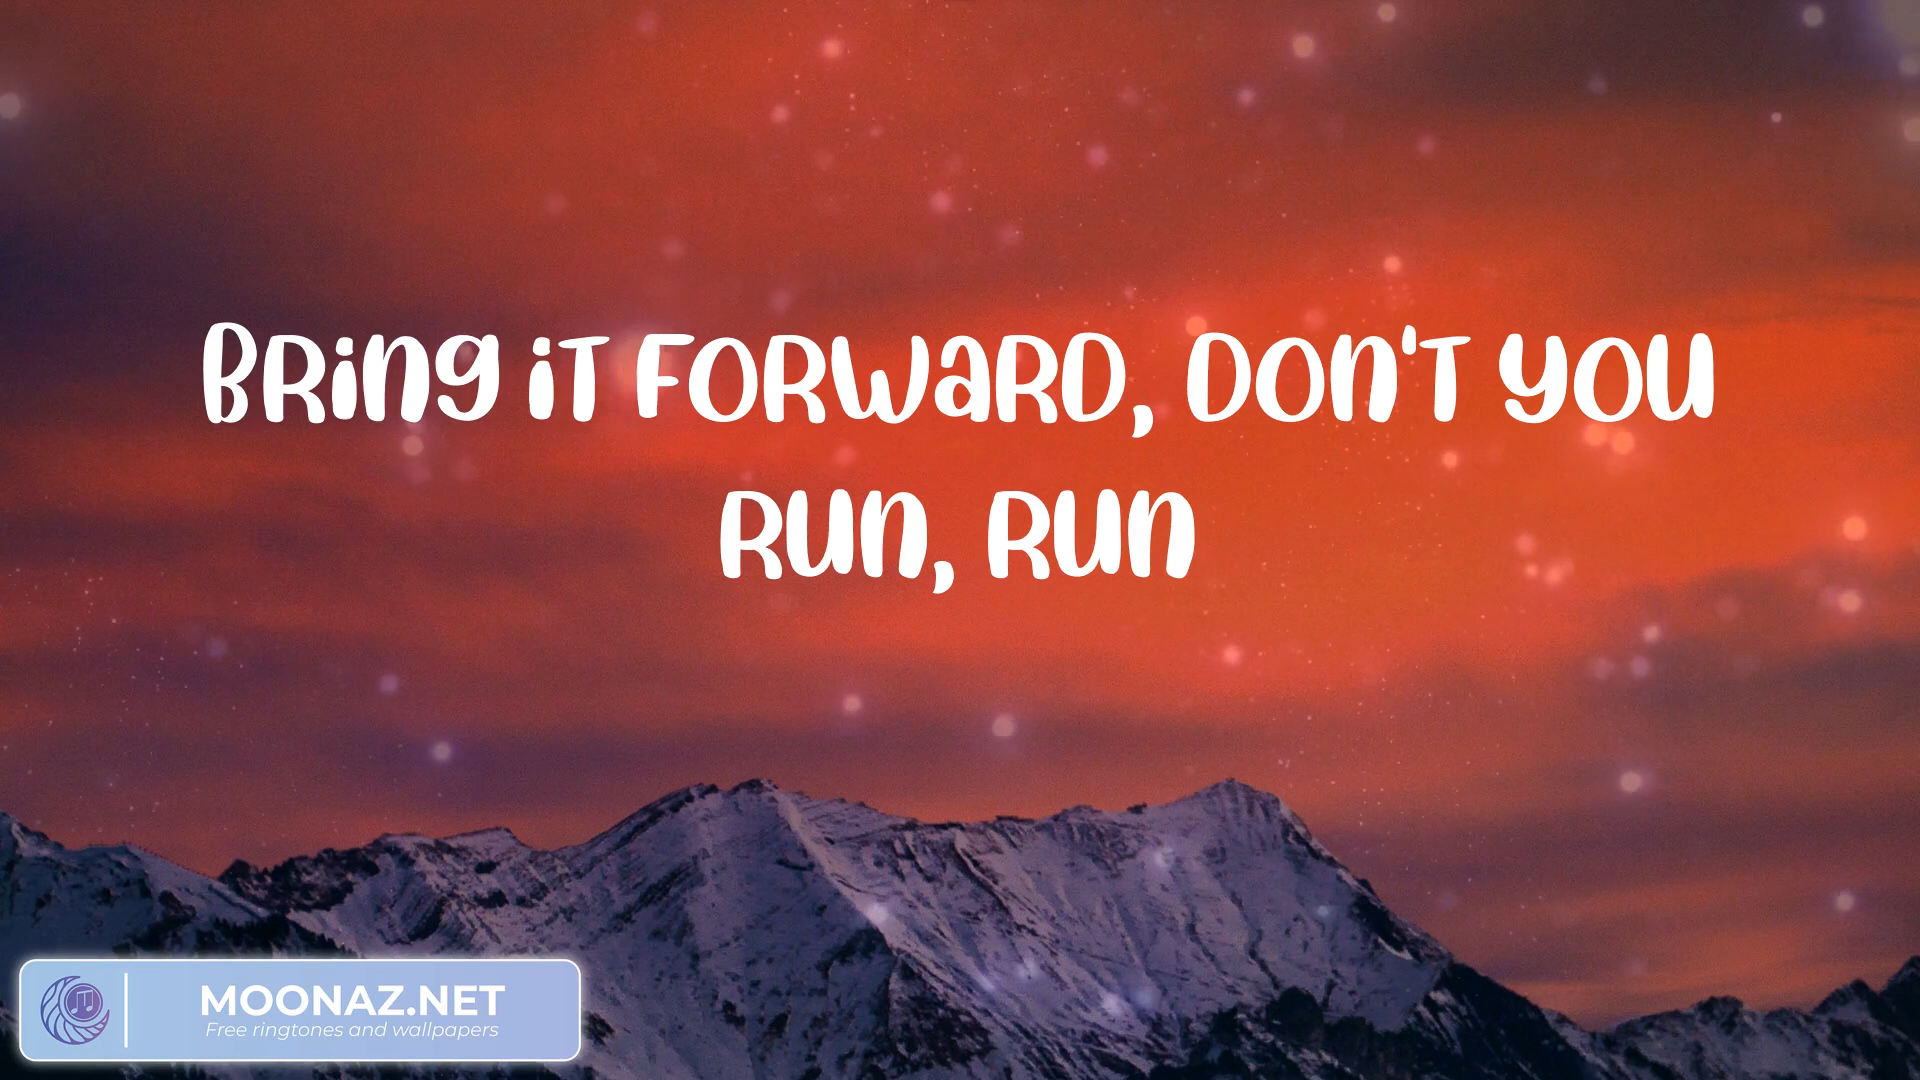 Bring it forward, don't you
run, run
MOONAZ.NET
Free ringtones and wallpapers